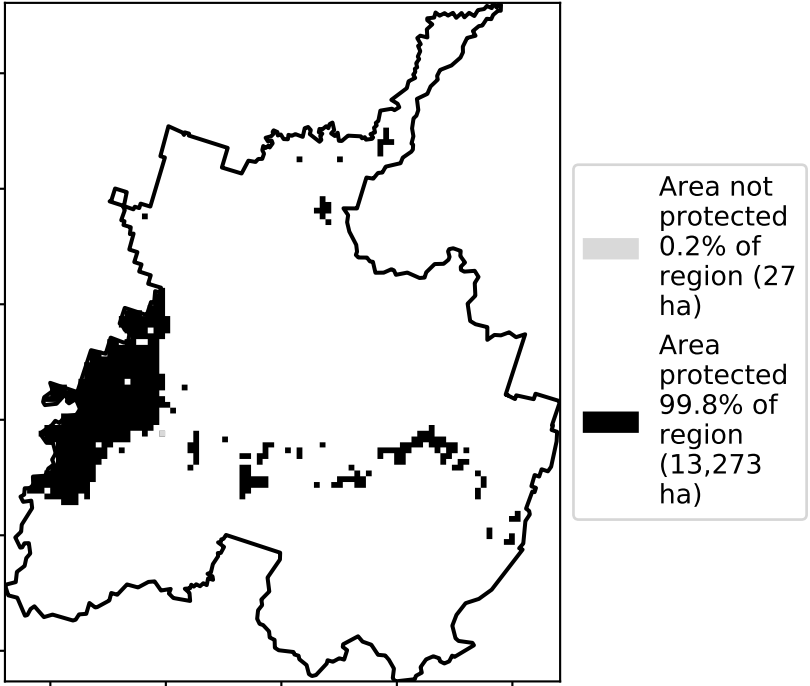 Area not
protected
0.2% of
region (27
ha)
Area
protected
99.8% of
region
(13,273
ha)